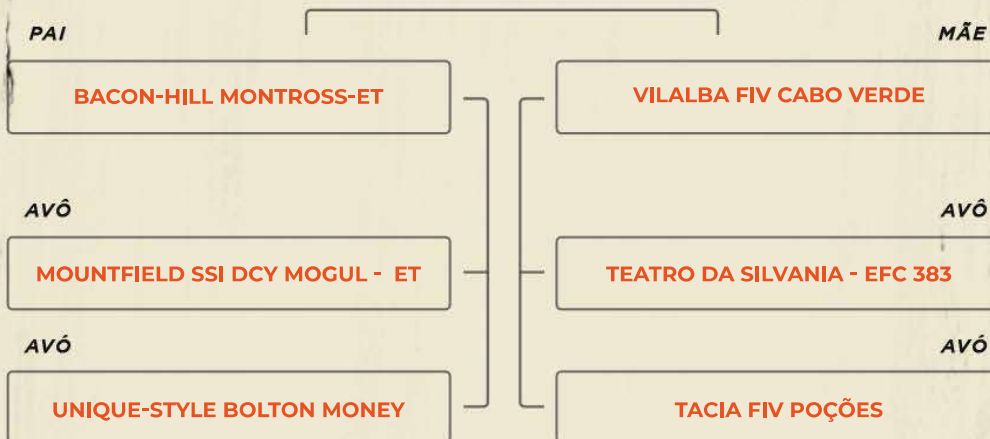 PAI
MÃE
BACON-HILL MONTROSS-ET
VILALBA FIV CABO VERDE
AVÔ
AVÔ
MOUNTFIELD SSI DCY MOGUL - ET
TEATRO DA SILVANIA - EFC 383
AVÓ
AVÓ
UNIQUE-STYLE BOLTON MONEY
TACIA FIV POÇÕES